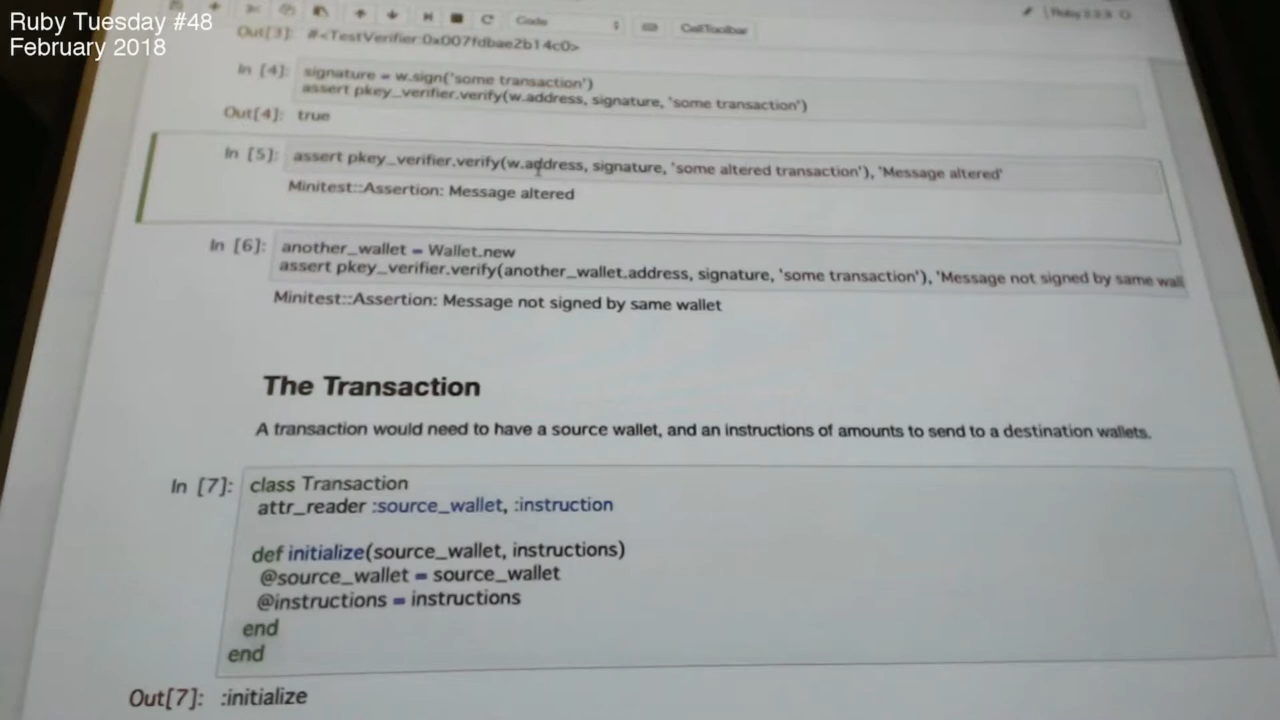 Ruby Tuesday #48
February 2018
Code
CellToolbar
Out[3]: #<TestVerifier:0x007fdbae2b14c0>
In [4]: signature = w.sign('some transaction')
assert pkey_verifier.verify(w.address, signature, 'some transaction')
Out[4]: true
In [5]: assert pkey_verifier.verify(w.address, signature, 'some altered transaction'), 'Message altered'
Minitest::Assertion: Message altered
In [6]: another_wallet = Wallet.new
assert pkey_verifier.verify(another_wallet.address, signature, 'some transaction'), 'Message not signed by same wall
Minitest::Assertion: Message not signed by same wallet
The Transaction
A transaction would need to have a source wallet, and an instructions of amounts to send to a destination wallets.
In [7]: class Transaction
attr_reader :source_wallet, :instruction
def initialize(source_wallet, instructions)
@source_wallet = source_wallet
@instructions = instructions
end
end
Out[7]: :initialize